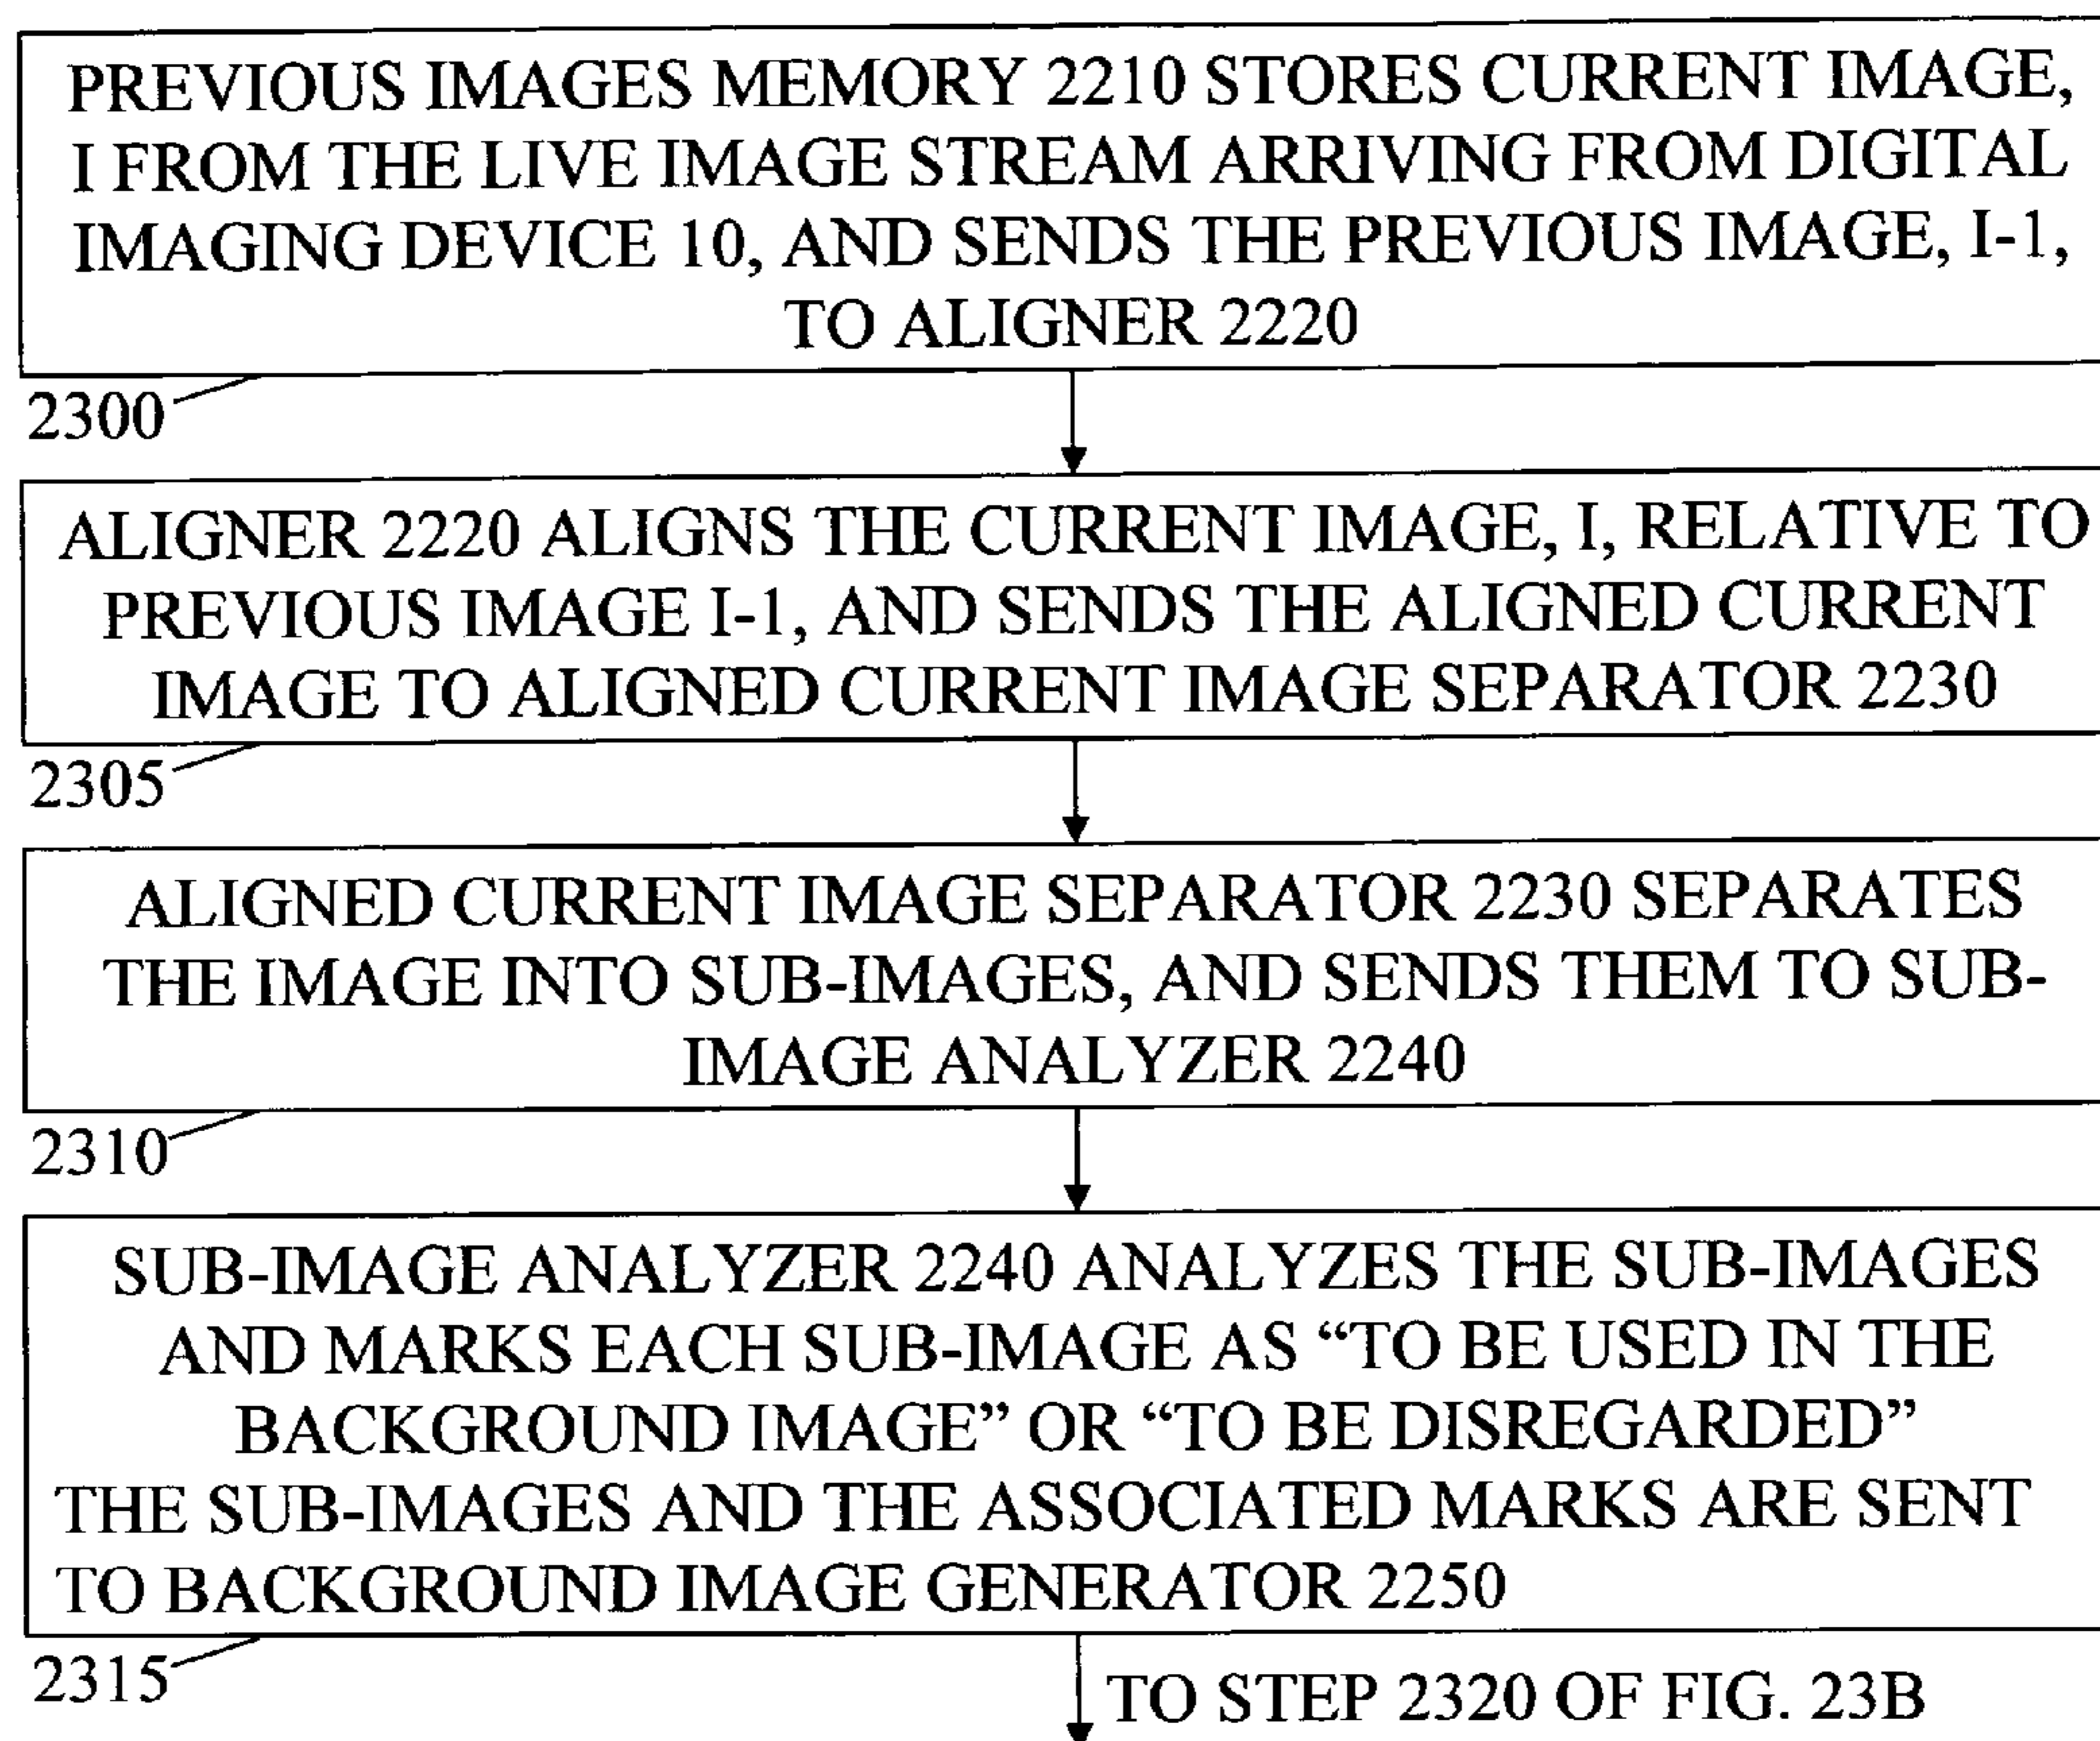 PREVIOUS IMAGES MEMORY 2210 STORES CURRENT IMAGE,
I FROM THE LIVE IMAGE STREAM ARRIVING FROM DIGITAL
IMAGING DEVICE 10, AND SENDS THE PREVIOUS IMAGE, I-1,
TO ALIGNER 2220
2300
ALIGNER 2220 ALIGNS THE CURRENT IMAGE, I, RELATIVE TO
PREVIOUS IMAGE I-1, AND SENDS THE ALIGNED CURRENT
IMAGE TO ALIGNED CURRENT IMAGE SEPARATOR 2230
2305
ALIGNED CURRENT IMAGE SEPARATOR 2230 SEPARATES
THE IMAGE INTO SUB-IMAGES, AND SENDS THEM TO SUB-
IMAGE ANALYZER 2240
2310
SUB-IMAGE ANALYZER 2240 ANALYZES THE SUB-IMAGES
AND MARKS EACH SUB-IMAGE AS “TO BE USED IN THE
BACKGROUND IMAGE” OR “TO BE DISREGARDED”
THE SUB-IMAGES AND THE ASSOCIATED MARKS ARE SENT
TO BACKGROUND IMAGE GENERATOR 2250
2315
TO STEP 2320 OF FIG. 23B